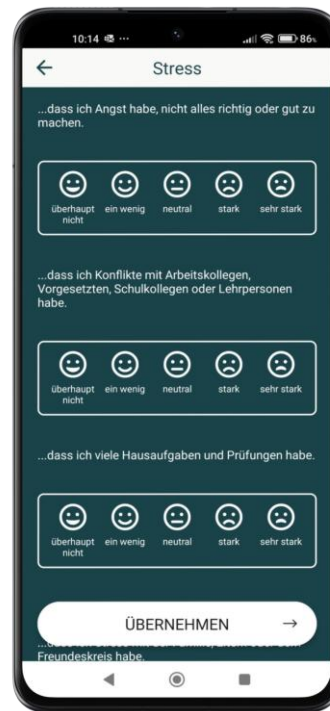 10:14 ···
86%
Stress
...dass ich Angst habe, nicht alles richtig oder gut zu
machen.
überhaupt nicht ein wenig neutral stark sehr stark
...dass ich Konflikte mit Arbeitskollegen,
Vorgesetzten, Schulkollegen oder Lehrpersonen
habe.
überhaupt nicht ein wenig neutral stark sehr stark
...dass ich viele Hausaufgaben und Prüfungen habe.
überhaupt nicht ein wenig neutral stark sehr stark
ÜBERNEHMEN →
Freundeskreis habe.